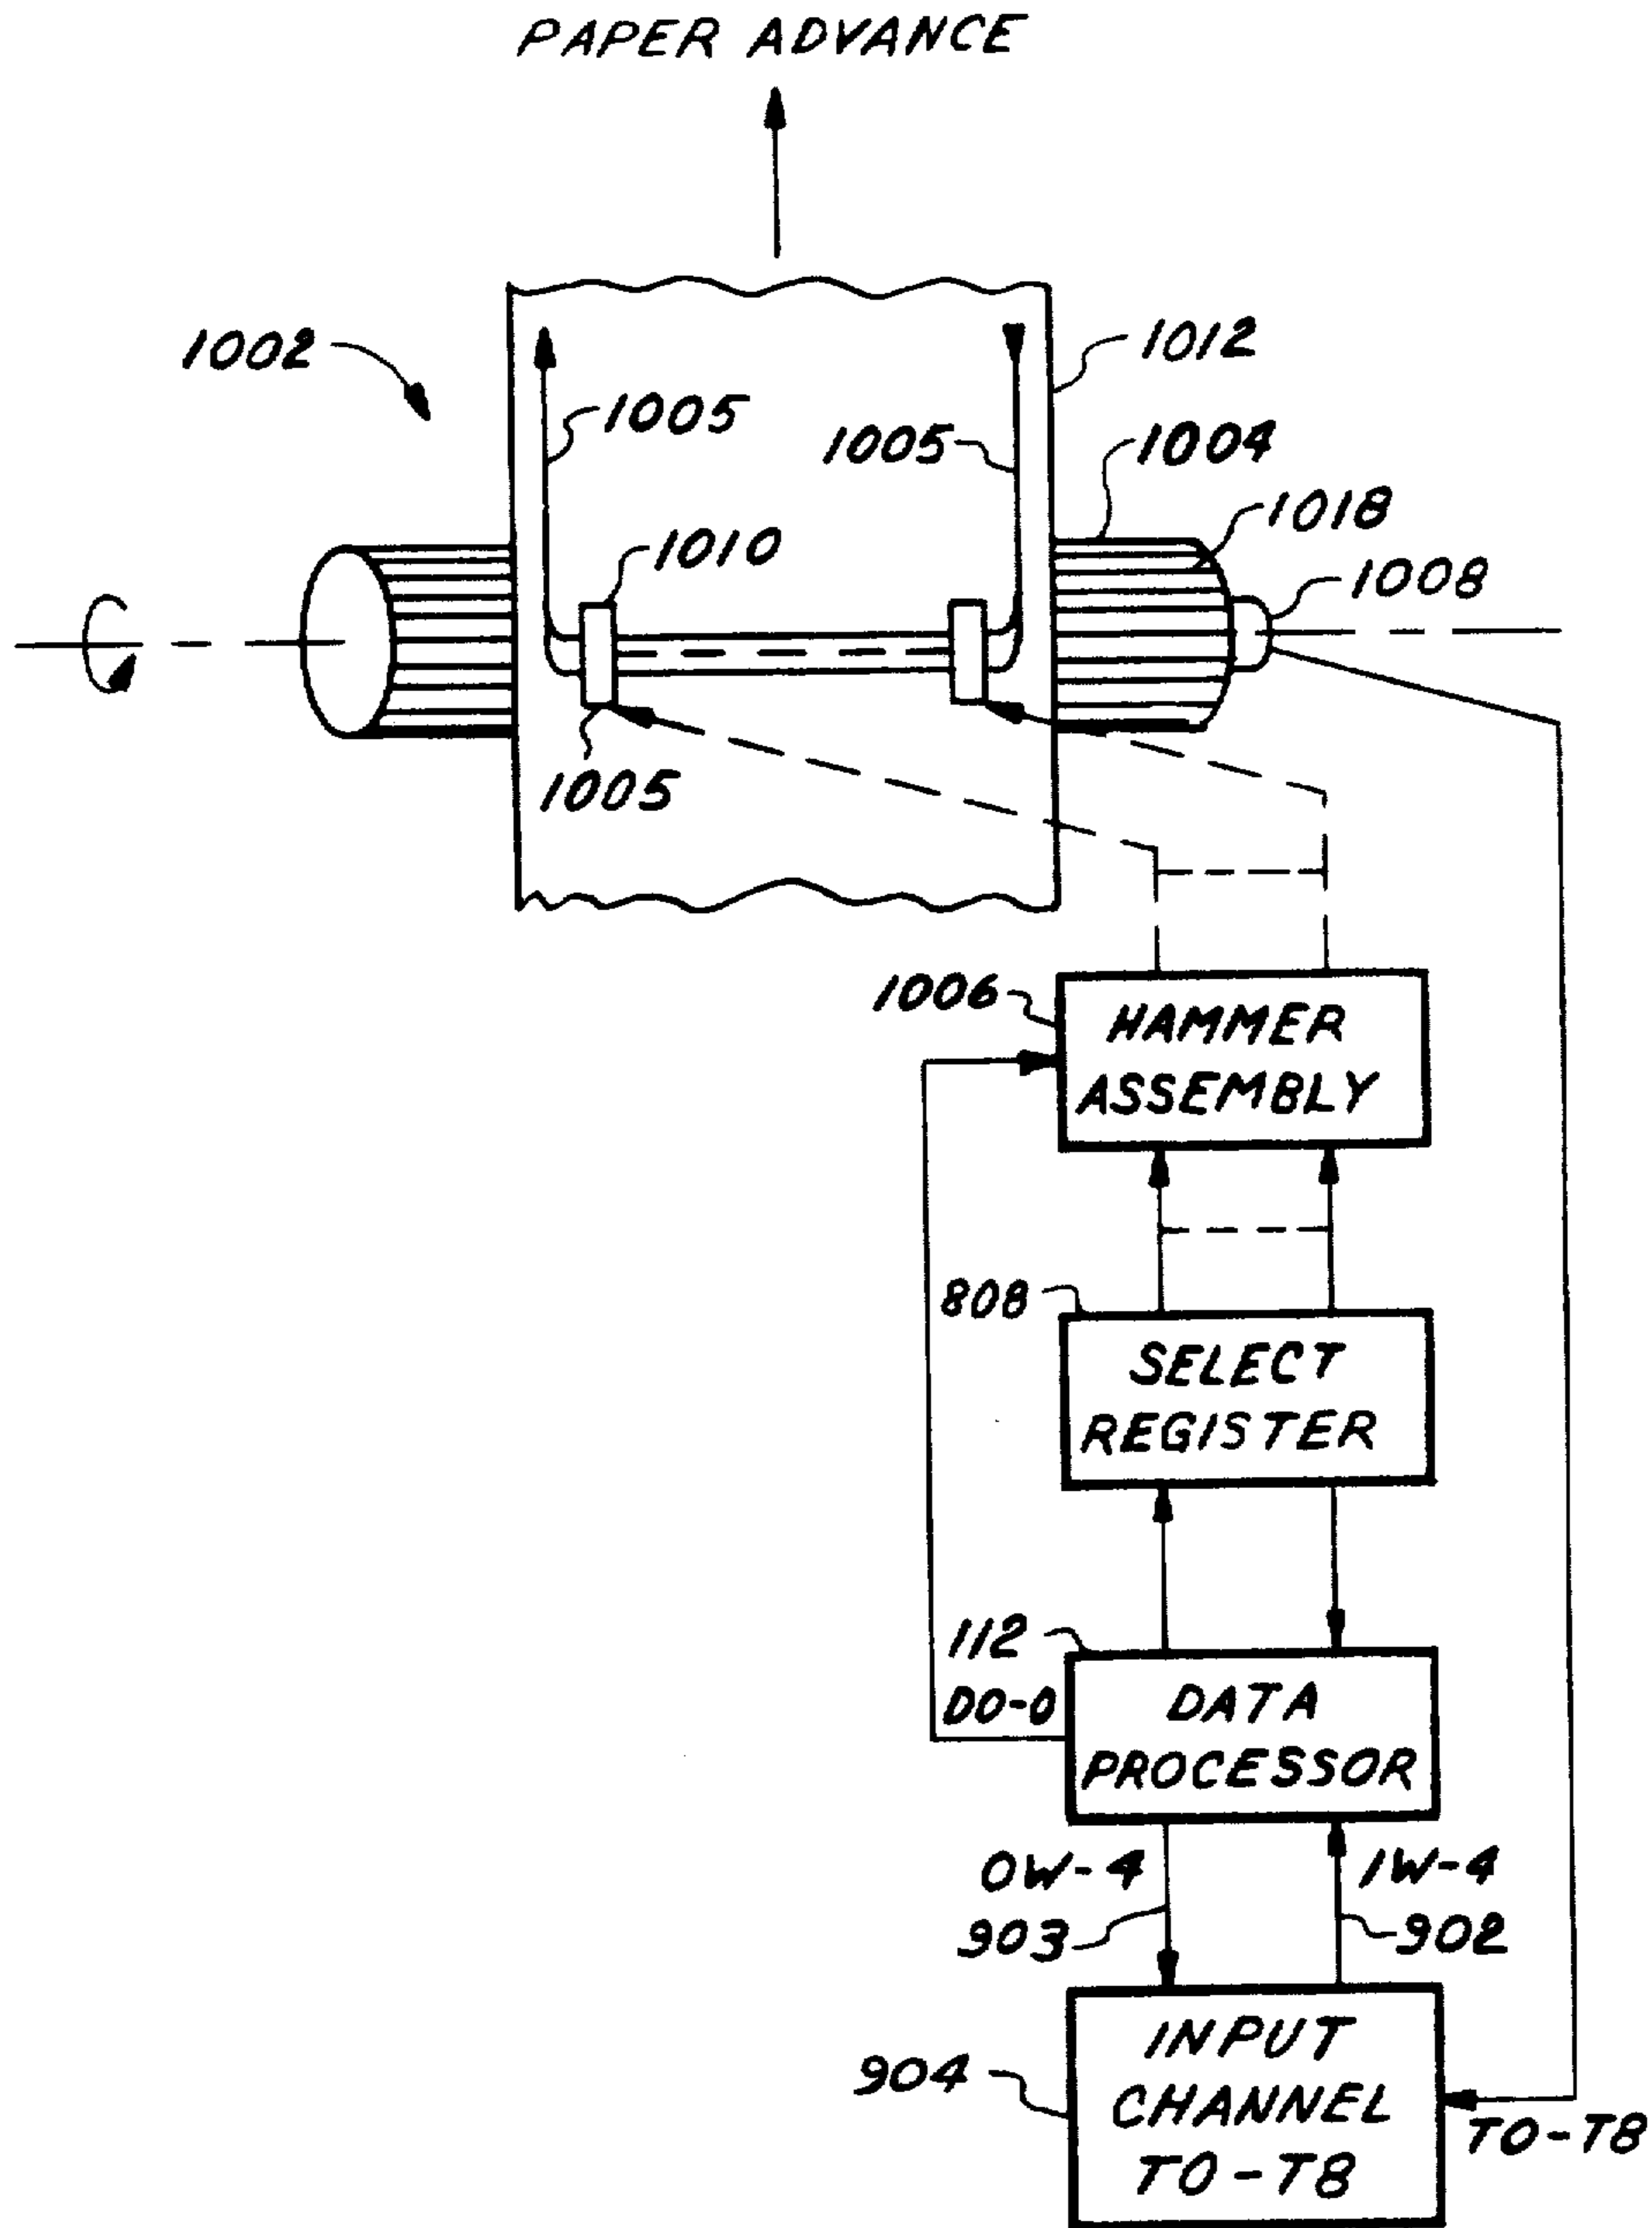 PAPER ADVANCE
1002
1012
1005
1005
1004
1018
1010
1008
1005
1006
HAMMER
ASSEMBLY
808
SELECT
REGISTER
112
DO-0
DATA
PROCESSOR
OW-4
IW-4
903
902
904
INPUT
CHANNEL
TO-T8
TO-T8